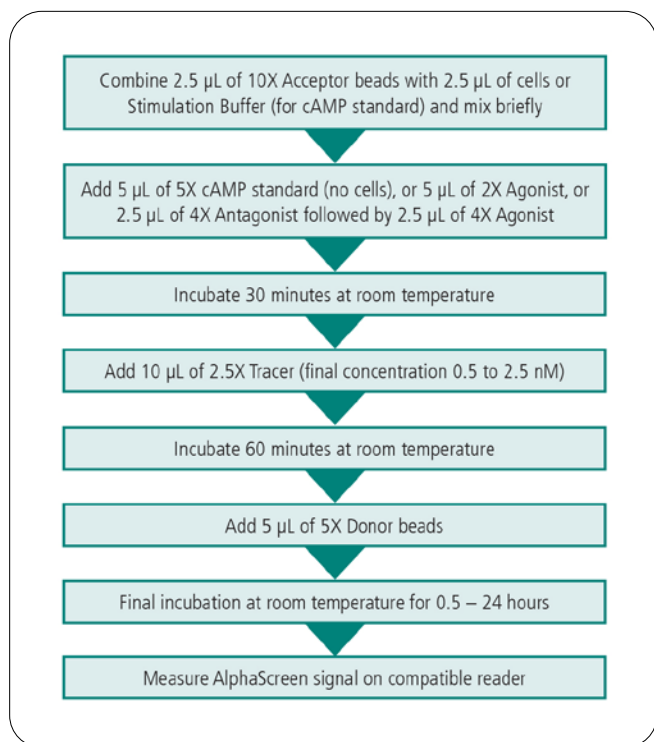 Combine 2.5 µL of 10X Acceptor beads with 2.5 µL of cells or
Stimulation Buffer (for cAMP standard) and mix briefly
Add 5 µL of 5X cAMP standard (no cells), or 5 µL of 2X Agonist, or
2.5 µL of 4X Antagonist followed by 2.5 µL of 4X Agonist
Incubate 30 minutes at room temperature
Add 10 µL of 2.5X Tracer (final concentration 0.5 to 2.5 nM)
Incubate 60 minutes at room temperature
Add 5 µL of 5X Donor beads
Final incubation at room temperature for 0.5 – 24 hours
Measure AlphaScreen signal on compatible reader